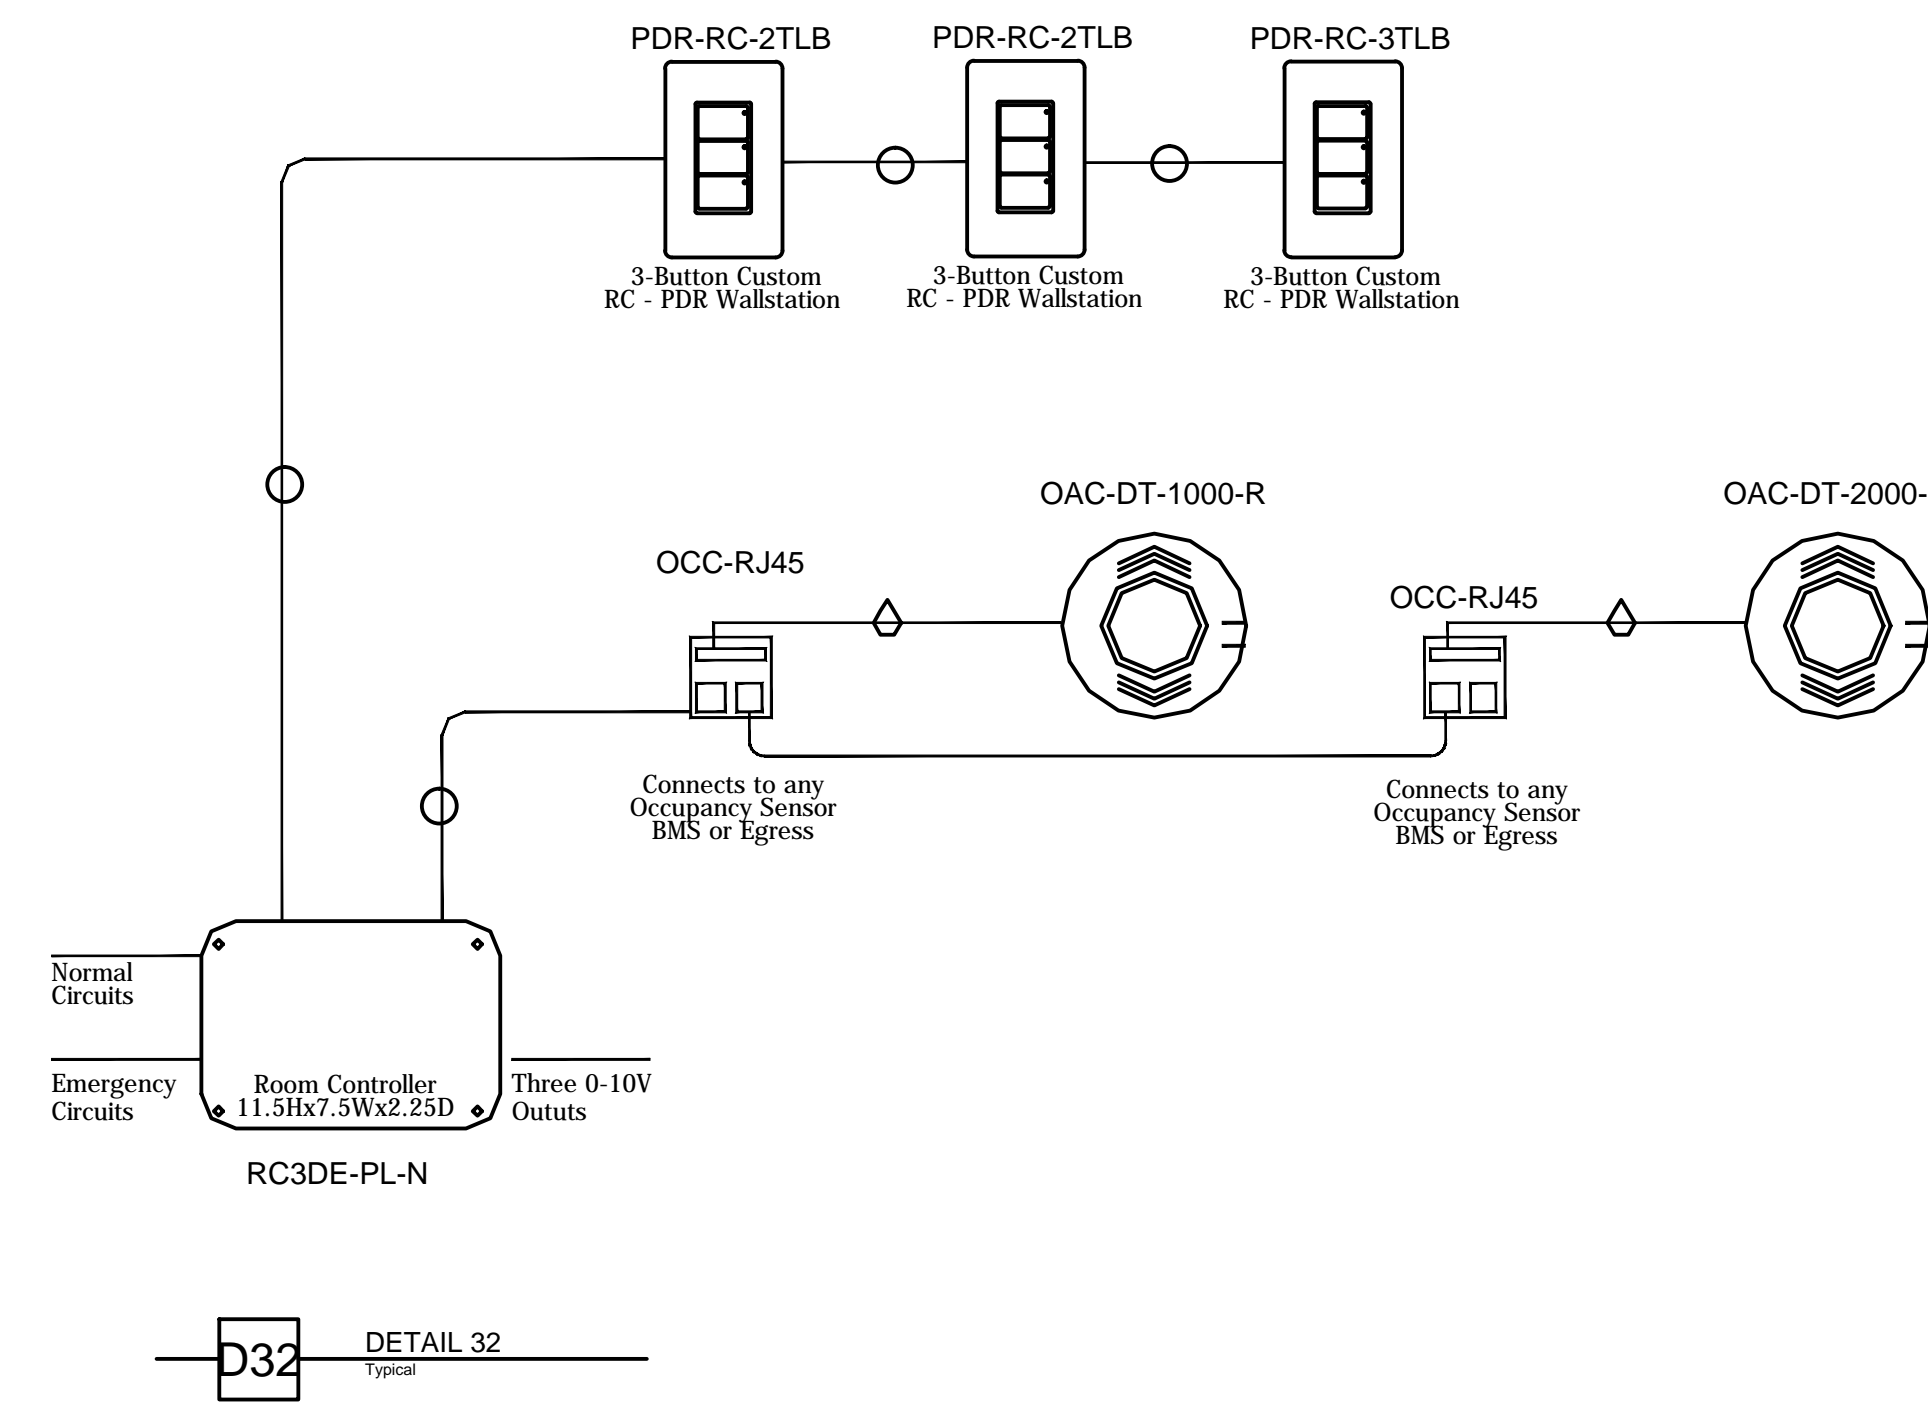 PDR-RC-2TLB
PDR-RC-2TLB
PDR-RC-3TLB
3-Button Custom
RC - PDR Wallstation
3-Button Custom
RC - PDR Wallstation
3-Button Custom
RC - PDR Wallstation
OAC-DT-1000-R
OAC-DT-2000-
OCC-RJ45
OCC-RJ45
Connects to any
Occupancy Sensor
BMS or Egress
Connects to any
Occupancy Sensor
BMS or Egress
Normal
Circuits
Emergency
Circuits
Room Controller
11.5Hx7.5Wx2.25D
Three 0-10V
Oututs
RC3DE-PL-N
D32
DETAIL 32
Typical